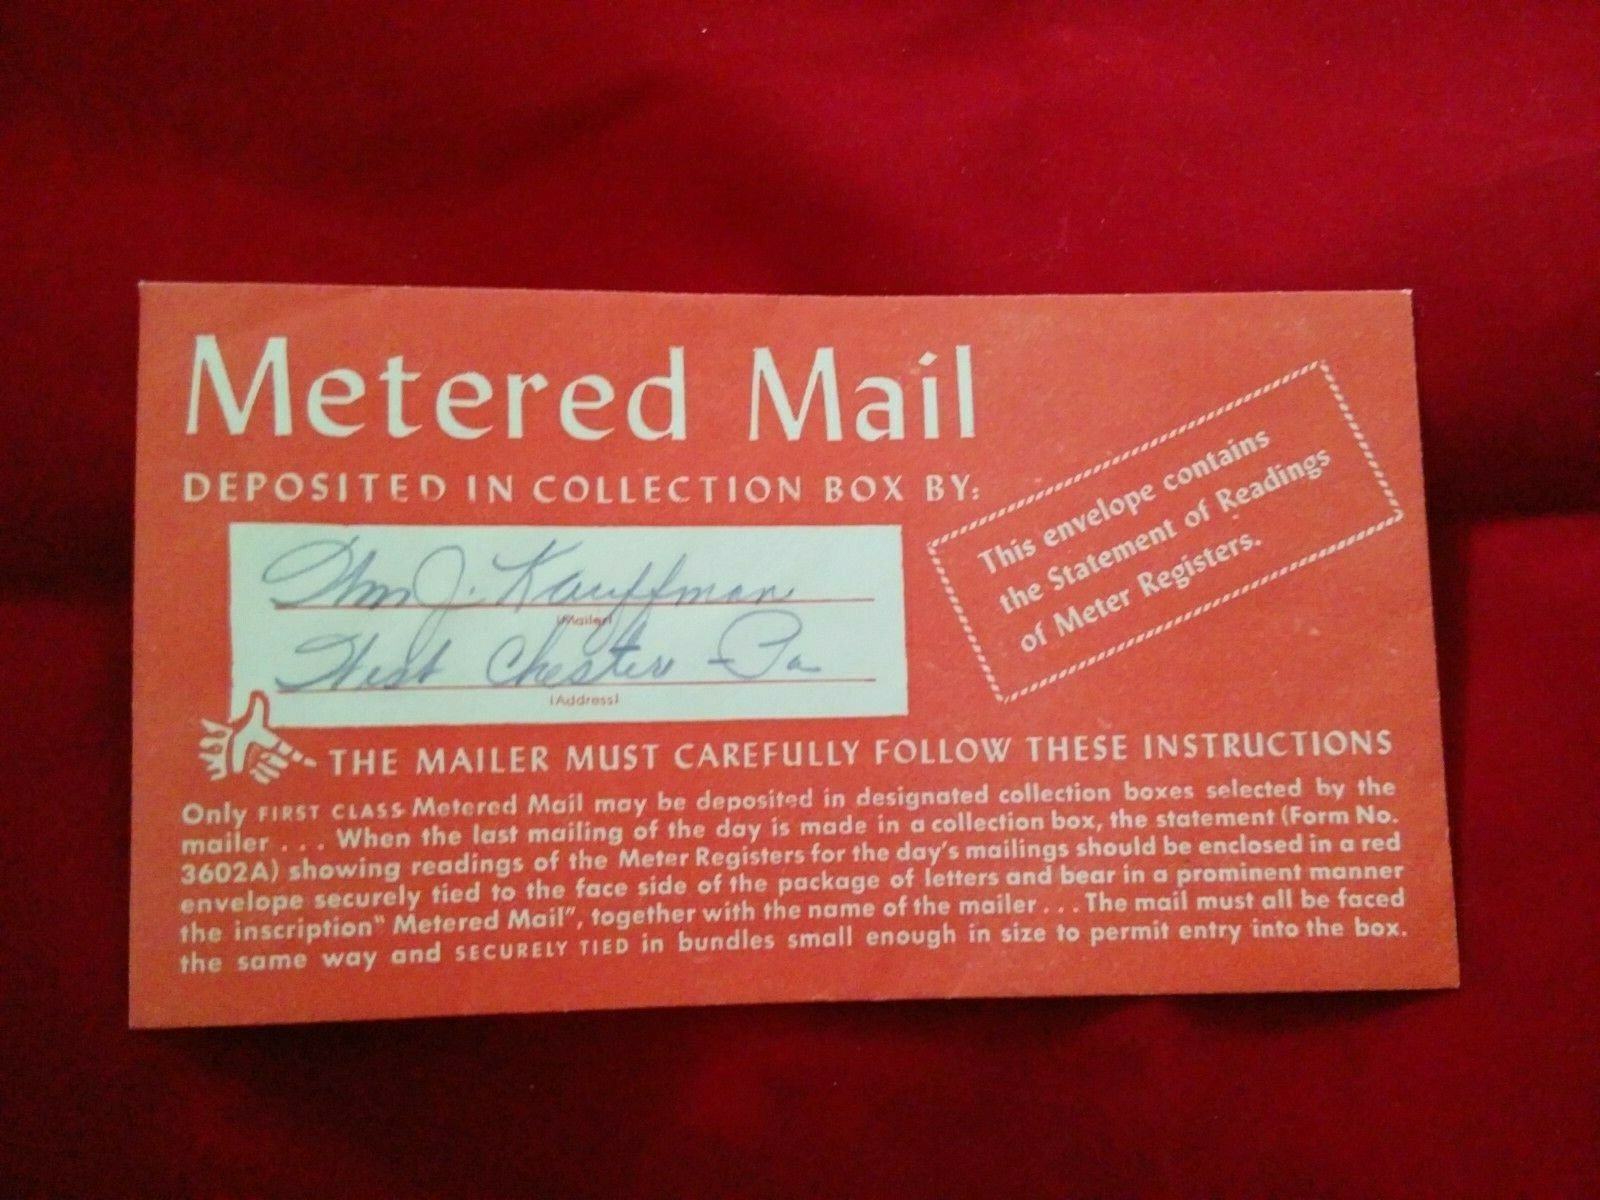 Metered Mail
DEPOSITED IN COLLECTION BOX BY:
Wm J. Kauffman
(Mailer)
West Chester - Pa
(Address)
This envelope contains
the Statement of Readings
of Meter Registers.
THE MAILER MUST CAREFULLY FOLLOW THESE INSTRUCTIONS
Only FIRST CLASS Metered Mail may be deposited in designated collection boxes selected by the
mailer . . . When the last mailing of the day is made in a collection box, the statement (Form No.
3602A) showing readings of the Meter Registers for the day's mailings should be enclosed in a red
envelope securely tied to the face side of the package of letters and bear in a prominent manner
the inscription "Metered Mail", together with the name of the mailer . . . The mail must all be faced
the same way and SECURELY TIED in bundles small enough in size to permit entry into the box.